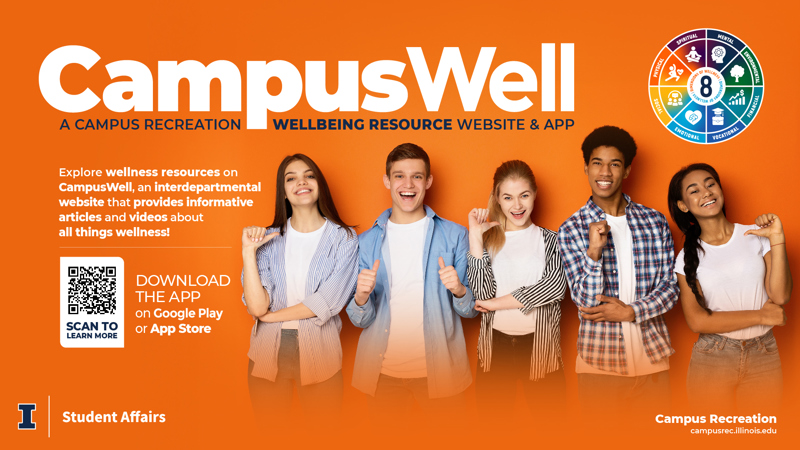 CampusWell
A CAMPUS RECREATION WELLBEING RESOURCE WEBSITE & APP
Explore wellness resources on
CampusWell, an interdepartmental
website that provides informative
articles and videos about
all things wellness!
SCAN TO
LEARN MORE
DOWNLOAD
THE APP
on Google Play
or App Store
SPIRITUAL
MENTAL
ENVIRONMENTAL
FINANCIAL
VOCATIONAL
EMOTIONAL
SOCIAL
PHYSICAL
8
I
Student Affairs
Campus Recreation
campusrec.illinois.edu